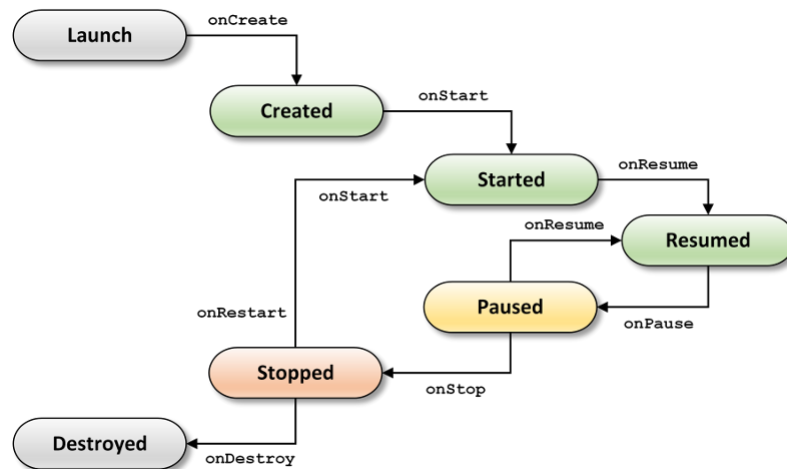 onCreate
Launch
Created
onStart
Started
onResume
onStart
onResume
Resumed
Paused
onRestart
onPause
Stopped
onStop
Destroyed
onDestroy